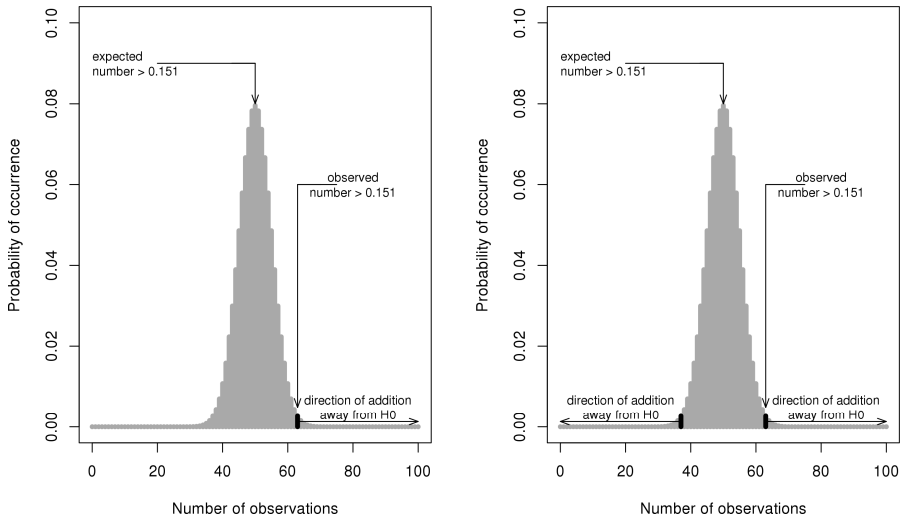 0.10
0.08
0.06
0.04
0.02
0.00
Probability of occurrence
expected
number > 0.151
observed
number > 0.151
direction of addition
away from H0
0 20 40 60 80 100
Number of observations
0.10
0.08
0.06
0.04
0.02
0.00
Probability of occurrence
expected
number > 0.151
observed
number > 0.151
direction of addition
away from H0
direction of addition
away from H0
0 20 40 60 80 100
Number of observations